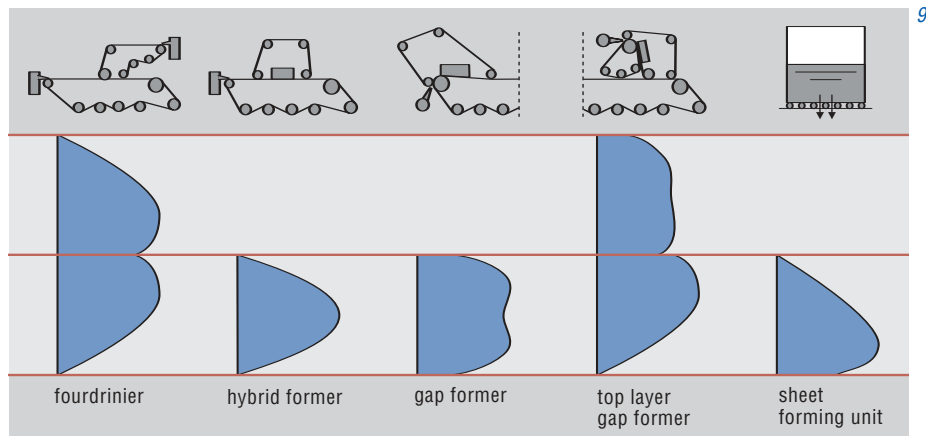 9
fourdrinier
hybrid former
gap former
top layer
gap former
sheet
forming unit